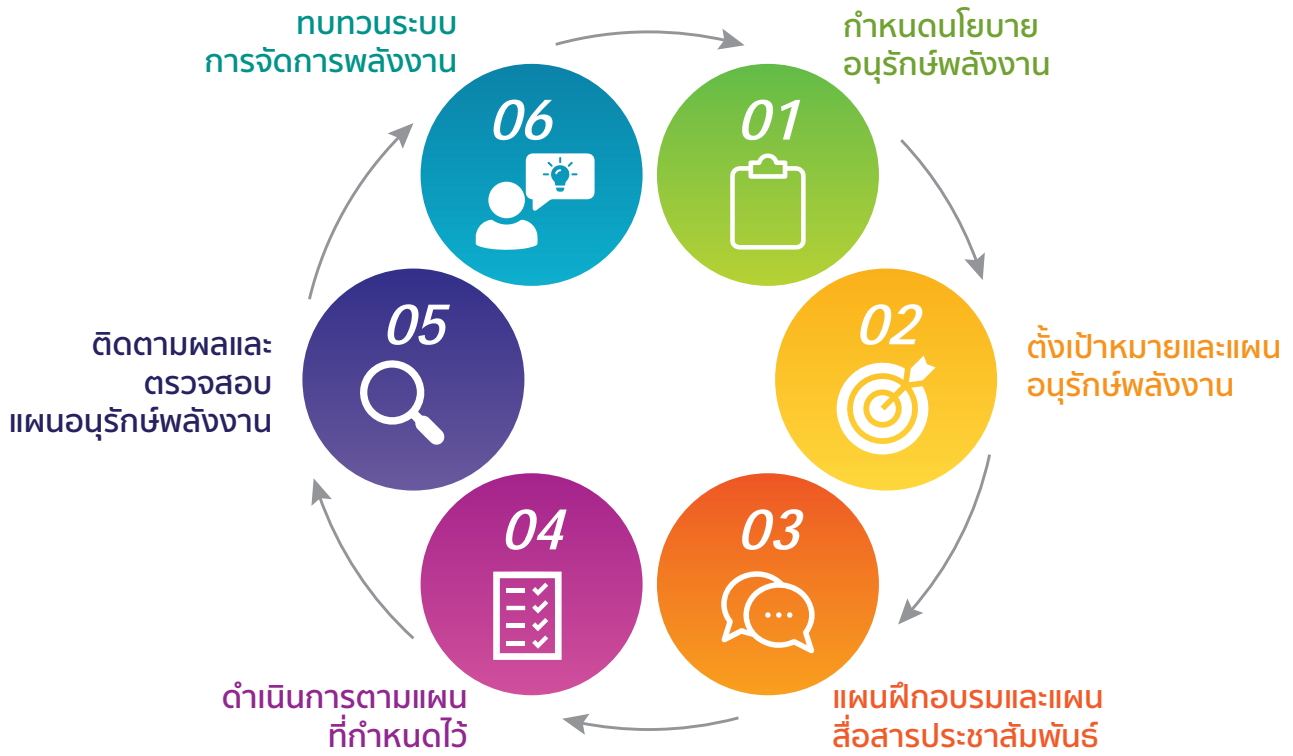 01
กำหนดนโยบาย
อนุรักษ์พลังงาน
02
ตั้งเป้าหมายและแผน
อนุรักษ์พลังงาน
03
แผนฝึกอบรมและแผน
สื่อสารประชาสัมพันธ์
04
ดำเนินการตามแผน
ที่กำหนดไว้
05
ติดตามผลและ
ตรวจสอบ
แผนอนุรักษ์พลังงาน
06
ทบทวนระบบ
การจัดการพลังงาน